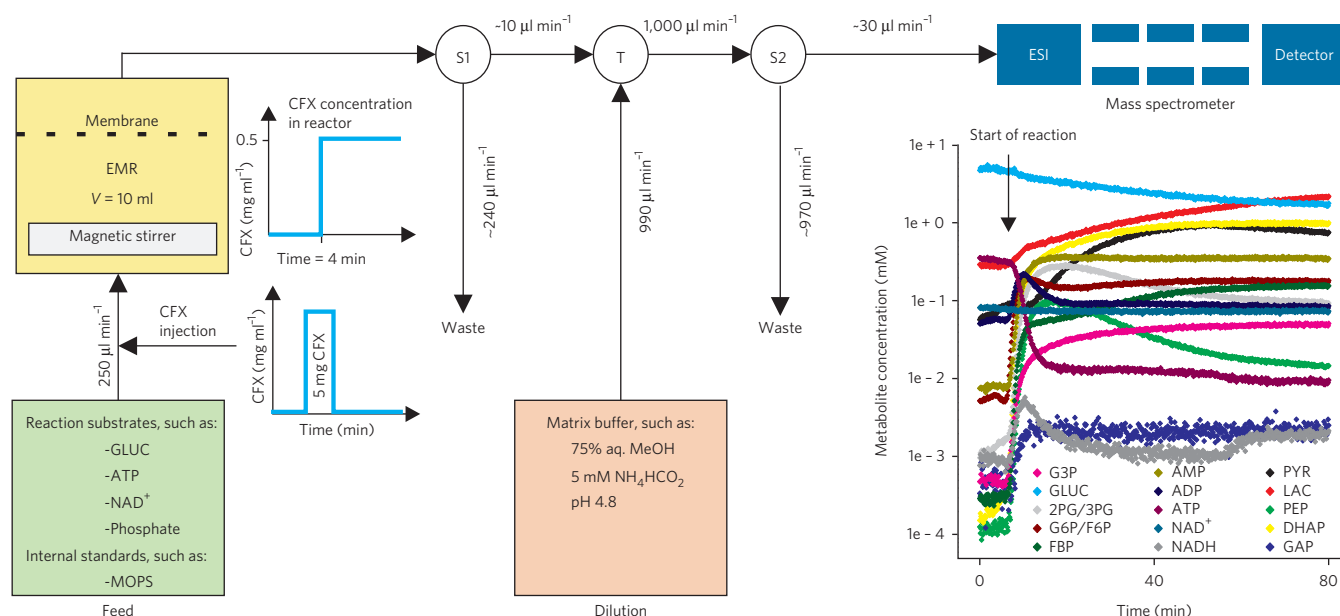 ~10 µl min⁻¹
1,000 µl min⁻¹
~30 µl min⁻¹
S1
T
S2
ESI
Detector
Mass spectrometer
Membrane
EMR
V = 10 ml
Magnetic stirrer
CFX concentration
in reactor
0.5
CFX (mg ml⁻¹)
Time = 4 min
~240 µl min⁻¹
990 µl min⁻¹
~970 µl min⁻¹
Waste
Waste
250 µl min⁻¹
CFX
injection
CFX (mg ml⁻¹)
5 mg CFX
Time (min)
Reaction substrates, such as:
-GLUC
-ATP
-NAD⁺
-Phosphate
Internal standards, such as:
-MOPS
Feed
Matrix buffer, such as:
75% aq. MeOH
5 mM NH₄HCO₂
pH 4.8
Dilution
Start of reaction
Metabolite concentration (mM)
1e + 1
1e + 0
1e – 1
1e – 2
1e – 3
1e – 4
G3P
GLUC
2PG/3PG
G6P/F6P
FBP
AMP
ADP
ATP
NAD⁺
NADH
PYR
LAC
PEP
DHAP
GAP
0
40
80
Time (min)